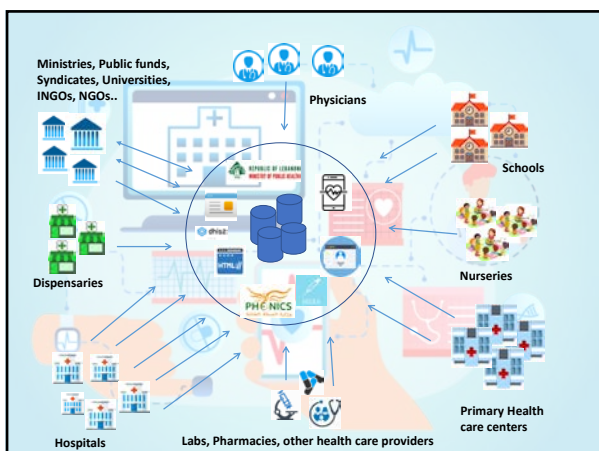 Ministries, Public funds,
Syndicates, Universities,
INGOs, NGOs..
Physicians
REPUBLIC OF LEBANON
MINISTRY OF PUBLIC HEALTH
Schools
dhis2
HTML
Dispensaries
Nurseries
PHENICS
Hospitals
Labs, Pharmacies, other health care providers
Primary Health
care centers